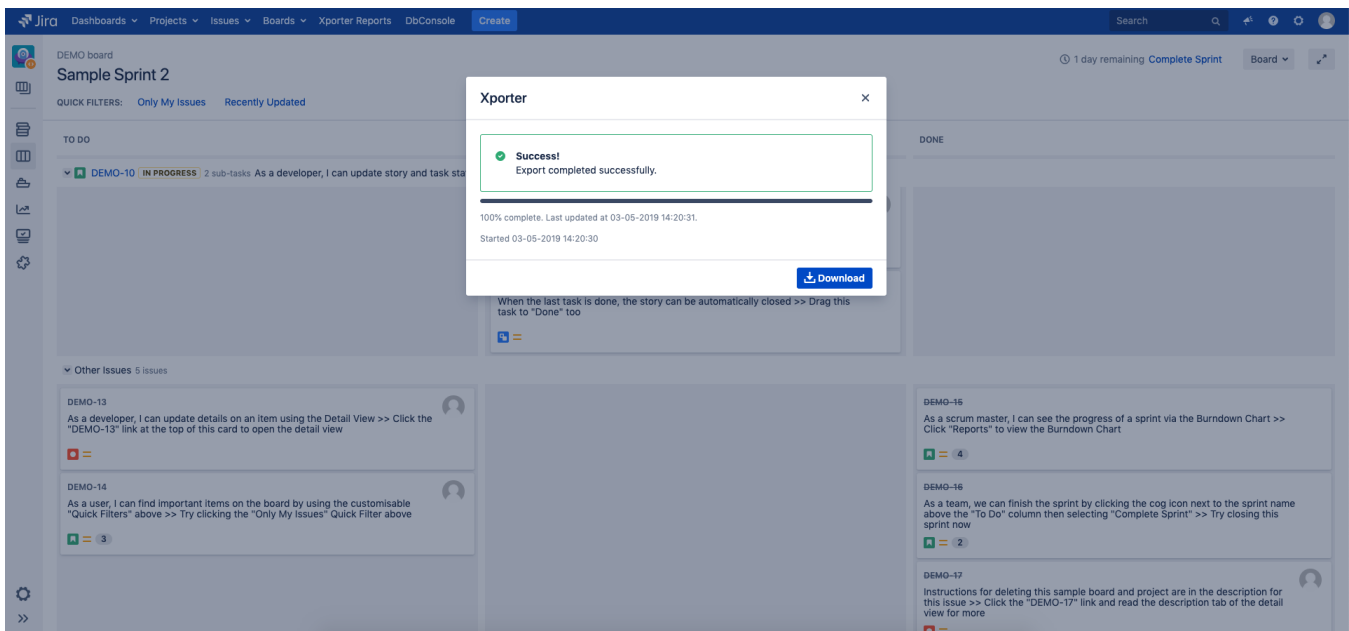 Jira Dashboards Projects Issues Boards Xporter Reports DbConsole Create Search
DEMO board
Sample Sprint 2
1 day remaining Complete Sprint Board
QUICK FILTERS: Only My Issues Recently Updated
Xporter
Success!
Export completed successfully.
100% complete. Last updated at 03-05-2019 14:20:31.
Started 03-05-2019 14:20:30
Download
TO DO
DONE
DEMO-10 IN PROGRESS 2 sub-tasks As a developer, I can update story and task sta
When the last task is done, the story can be automatically closed >> Drag this
task to "Done" too
Other Issues 5 issues
DEMO-13
As a developer, I can update details on an item using the Detail View >> Click the
"DEMO-13" link at the top of this card to open the detail view
DEMO-14
As a user, I can find important items on the board by using the customisable
"Quick Filters" above >> Try clicking the "Only My Issues" Quick Filter above
3
DEMO-15
As a scrum master, I can see the progress of a sprint via the Burndown Chart >>
Click "Reports" to view the Burndown Chart
4
DEMO-16
As a team, we can finish the sprint by clicking the cog icon next to the sprint name
above the "To Do" column then selecting "Complete Sprint" >> Try closing this
sprint now
2
DEMO-17
Instructions for deleting this sample board and project are in the description for
this issue >> Click the "DEMO-17" link and read the description tab of the detail
view for more